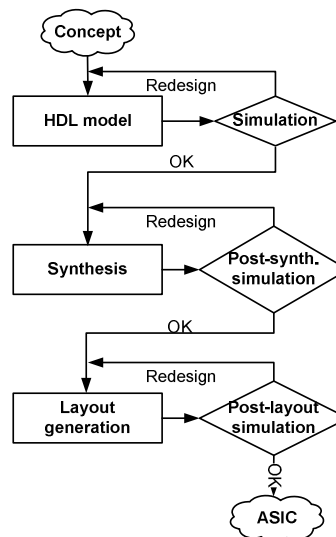 Concept
Redesign
HDL model
Simulation
OK
Redesign
Synthesis
Post-synth.
simulation
OK
Redesign
Layout
generation
Post-layout
simulation
OK
ASIC